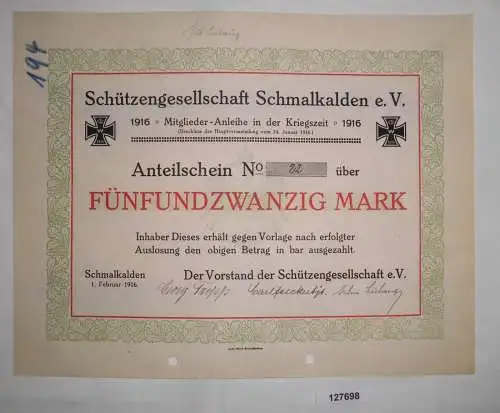 194
Schützengesellschaft Schmalkalden e.V.
1916 * Mitglieder-Anleihe in der Kriegszeit * 1916
(Beschluss der Hauptversammlung vom 24. Januar 1916.)
Anteilschein No 22 über
FÜNFUNDZWANZIG MARK
Inhaber Dieses erhält gegen Vorlage nach erfolgter
Auslosung den obigen Betrag in bar ausgezahlt.
Schmalkalden
1. Februar 1916.
Der Vorstand der Schützengesellschaft e.V.
127698